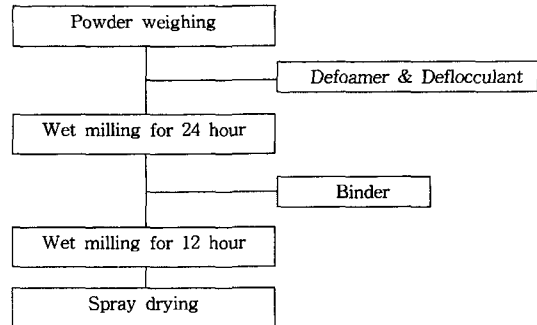 Powder weighing
Defoamer & Deflocculant
Wet milling for 24 hour
Binder
Wet milling for 12 hour
Spray drying